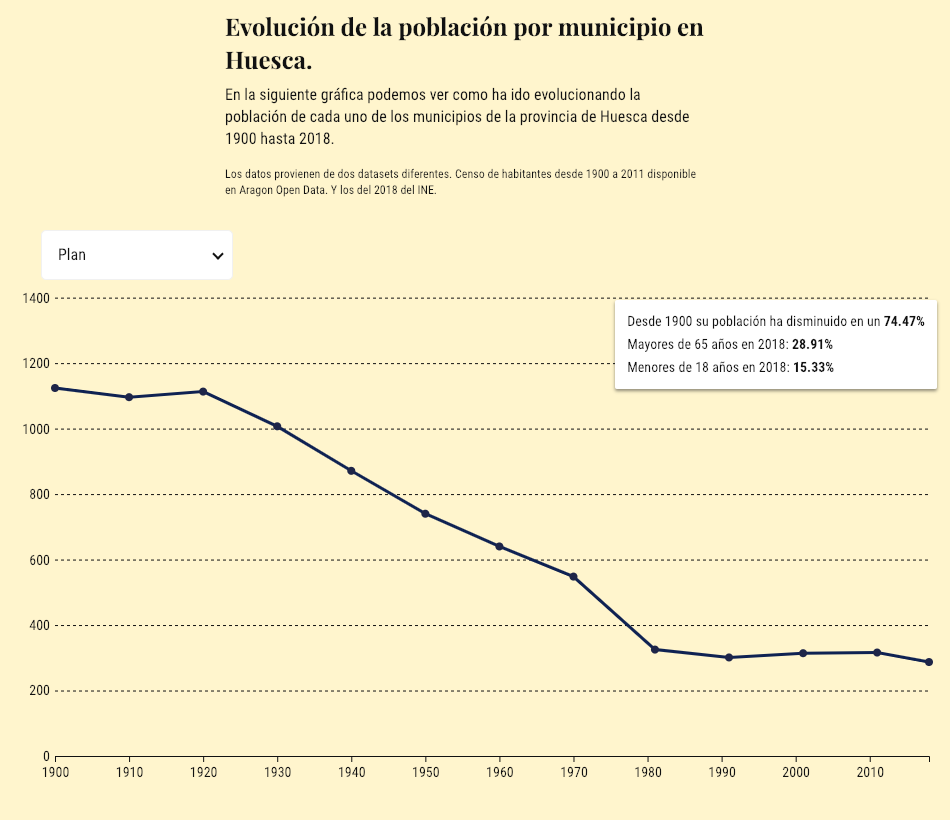 Evolución de la población por municipio en
Huesca.
En la siguiente gráfica podemos ver como ha ido evolucionando la
población de cada uno de los municipios de la provincia de Huesca desde
1900 hasta 2018.
Los datos provienen de dos datasets diferentes. Censo de habitantes desde 1900 a 2011 disponible
en Aragon Open Data. Y los del 2018 del INE.
Plan
1400
Desde 1900 su población ha disminuido en un 74.47%
Mayores de 65 años en 2018: 28.91%
Menores de 18 años en 2018: 15.33%
1200
1000
800
600
400
200
0
1900 1910 1920 1930 1940 1950 1960 1970 1980 1990 2000 2010